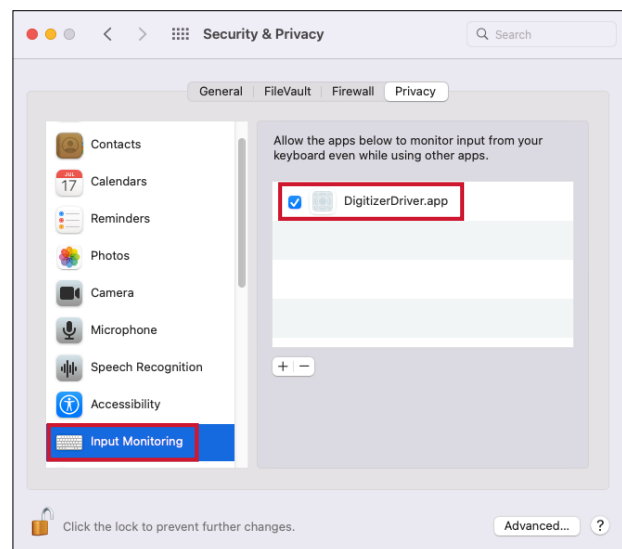 Security & Privacy
Search
General FileVault Firewall Privacy
Contacts
JUL
17
Calendars
Reminders
Photos
Camera
Microphone
Speech Recognition
Accessibility
Input Monitoring
Allow the apps below to monitor input from your
keyboard even while using other apps.
DigitizerDriver.app
+ −
Click the lock to prevent further changes.
Advanced... ?